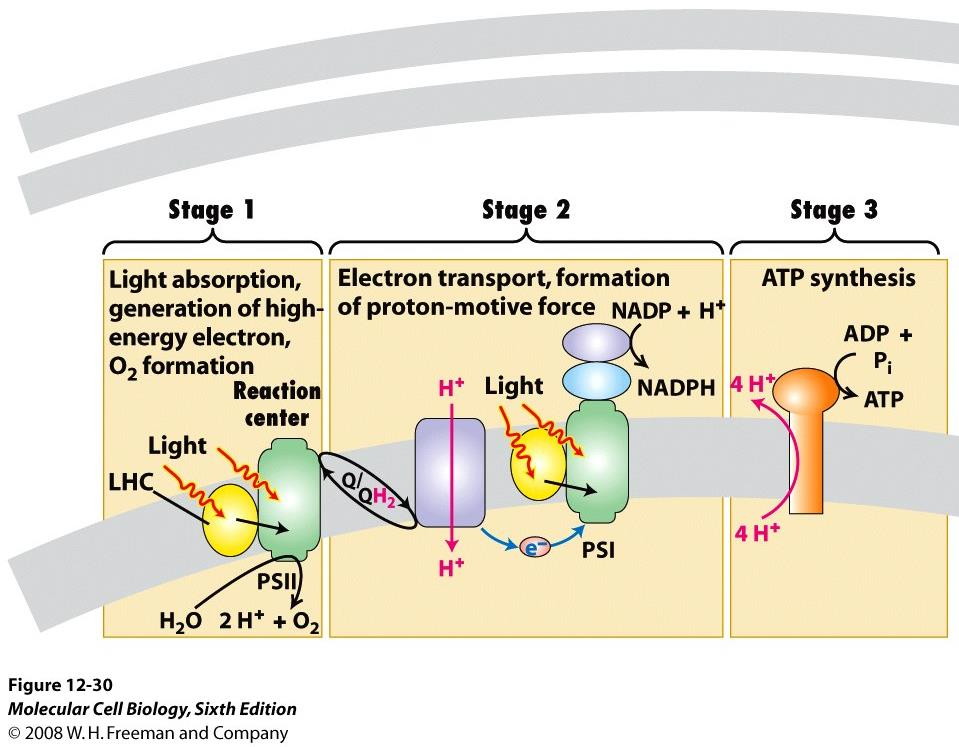 Stage 1
Stage 2
Stage 3
Light absorption,
generation of high-
energy electron,
O₂ formation
Reaction
center
Light
LHC
PSII
H₂O 2 H⁺ + O₂
Q/
QH₂
Electron transport, formation
of proton-motive force
NADP + H⁺
NADPH
H⁺
Light
H⁺
e⁻
PSI
ATP synthesis
ADP +
Pᵢ
ATP
4 H⁺
4 H⁺
Figure 12-30
Molecular Cell Biology, Sixth Edition
© 2008 W. H. Freeman and Company